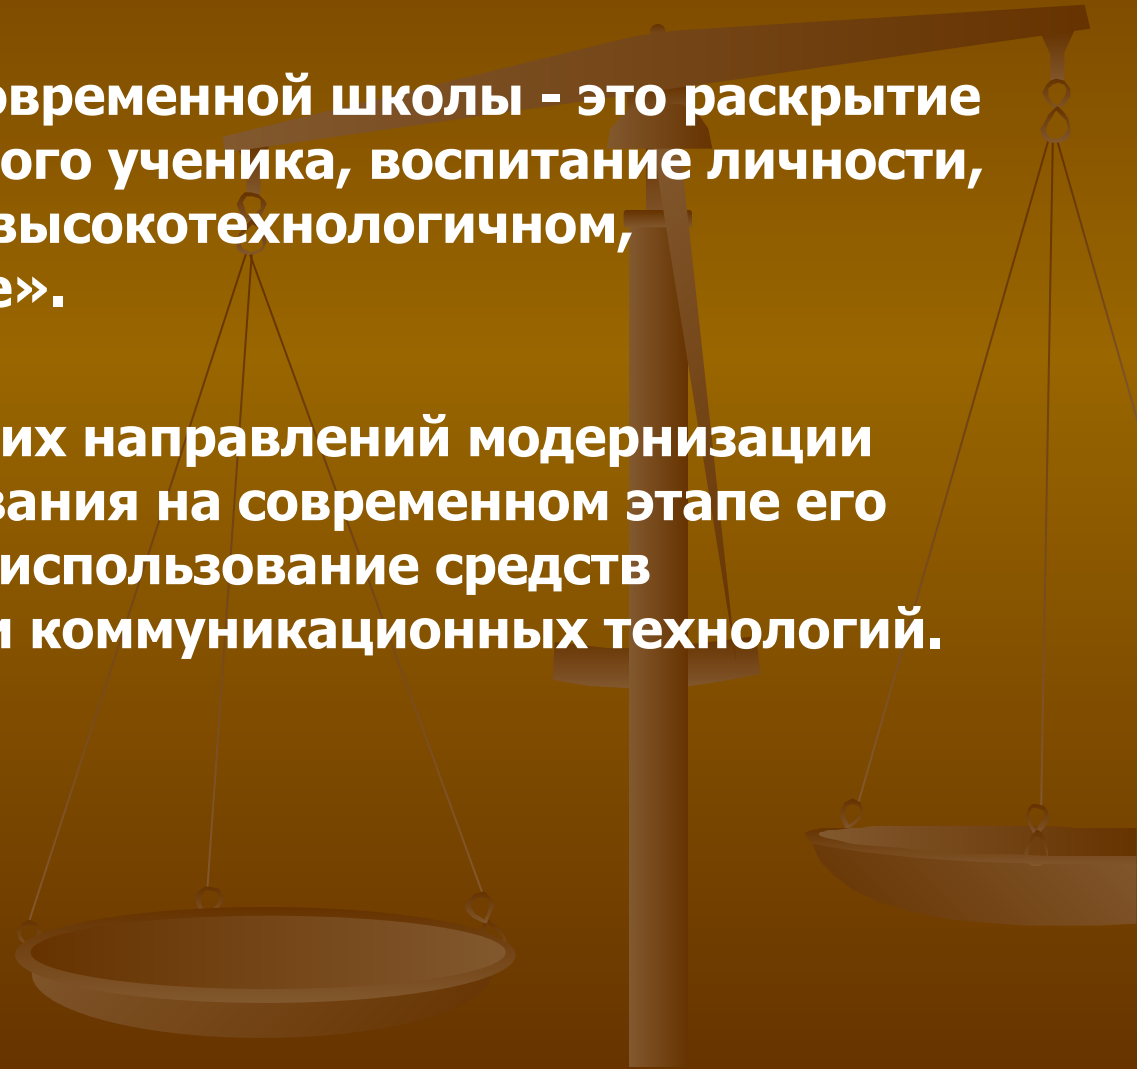 овременной школы - это раскрытие
ого ученика, воспитание личности,
высокотехнологичном,
е».
их направлений модернизации
вания на современном этапе его
использование средств
и коммуникационных технологий.